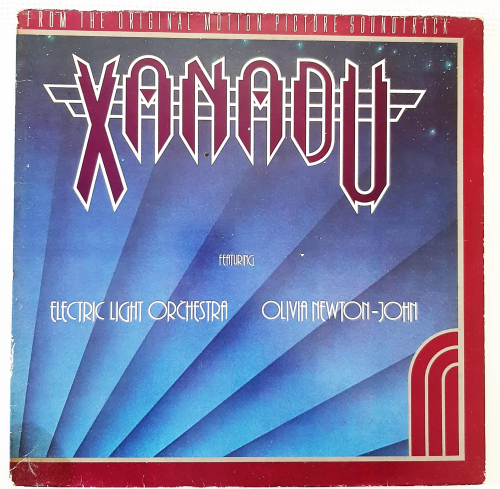 FROM THE ORIGINAL MOTION PICTURE SOUNDTRACK
XANADU
FEATURING
ELECTRIC LIGHT ORCHESTRA OLIVIA NEWTON-JOHN